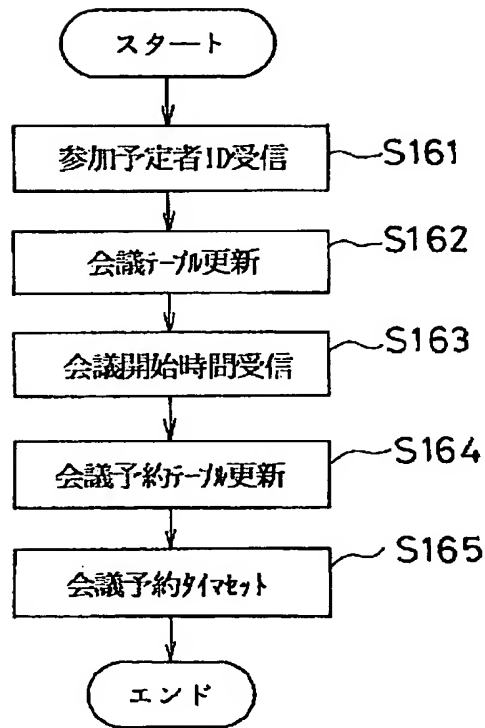 スタート
参加予定者ID受信 S161
会議テーブル更新 S162
会議開始時間受信 S163
会議予約テーブル更新 S164
会議予約タイマセット S165
エンド